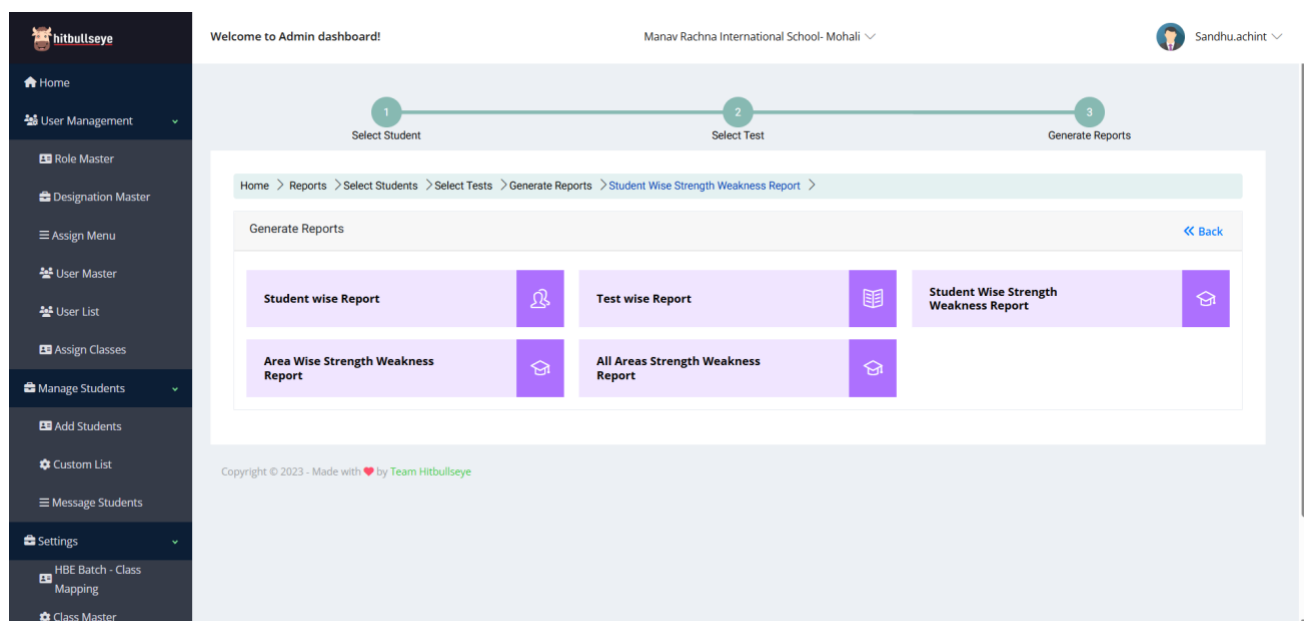 hitbullseye
Welcome to Admin dashboard!
Manav Rachna International School- Mohali
Sandhu.achint
Home
User Management
Role Master
Designation Master
Assign Menu
User Master
User List
Assign Classes
Manage Students
Add Students
Custom List
Message Students
Settings
HBE Batch - Class
Mapping
Class Master
1
2
3
Select Student
Select Test
Generate Reports
Home > Reports > Select Students > Select Tests > Generate Reports > Student Wise Strength Weakness Report >
Generate Reports
« Back
Student wise Report
Test wise Report
Student Wise Strength
Weakness Report
Area Wise Strength Weakness
Report
All Areas Strength Weakness
Report
Copyright © 2023 - Made with ❤ by Team Hitbullseye